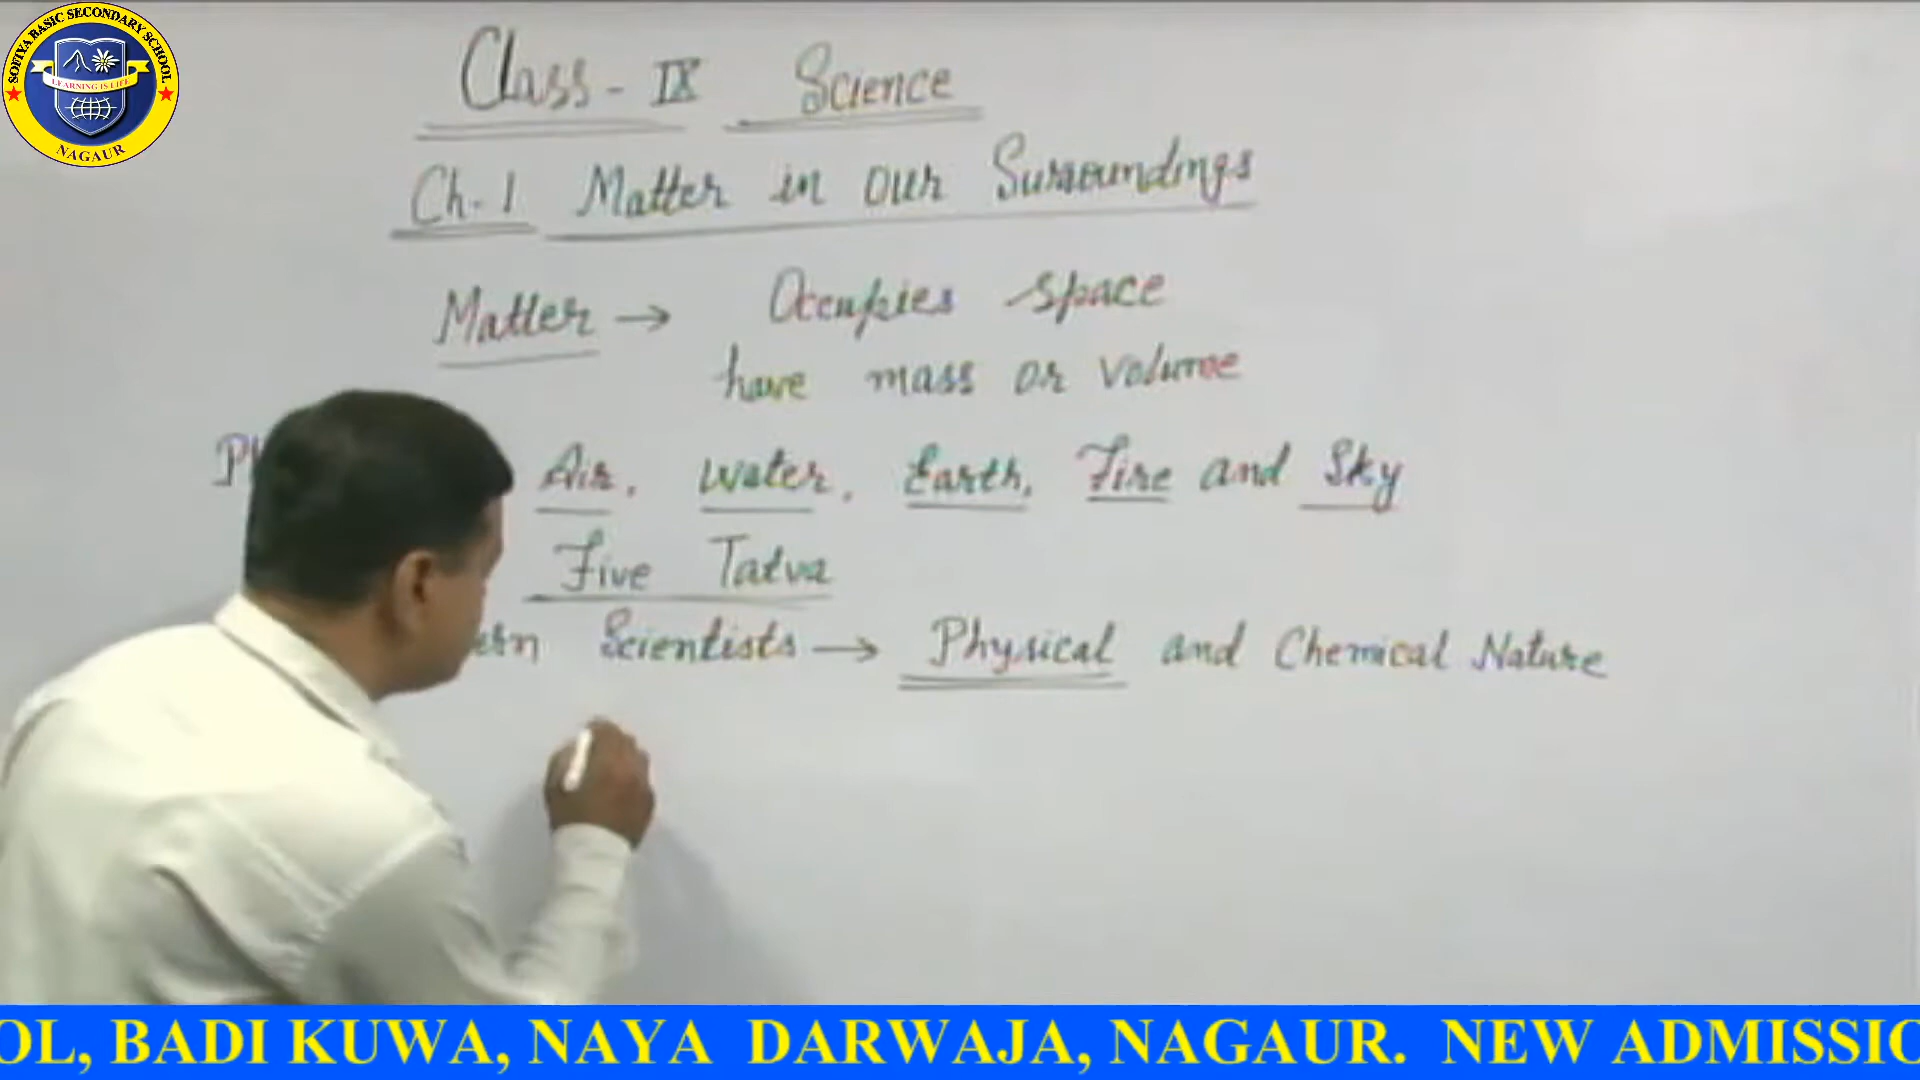 SOFIYA BASIC SECONDARY SCHOOL
LEARNING IS LIFE
NAGAUR
Class - IX Science
Ch. 1 Matter in our Surroundings
Matter → Occupies space
have mass or volume
Air, Water, Earth, Fire and Sky
Five Tatva
Scientists → Physical and Chemical Nature
OL, BADI KUWA, NAYA DARWAJA, NAGAUR. NEW ADMISSIO